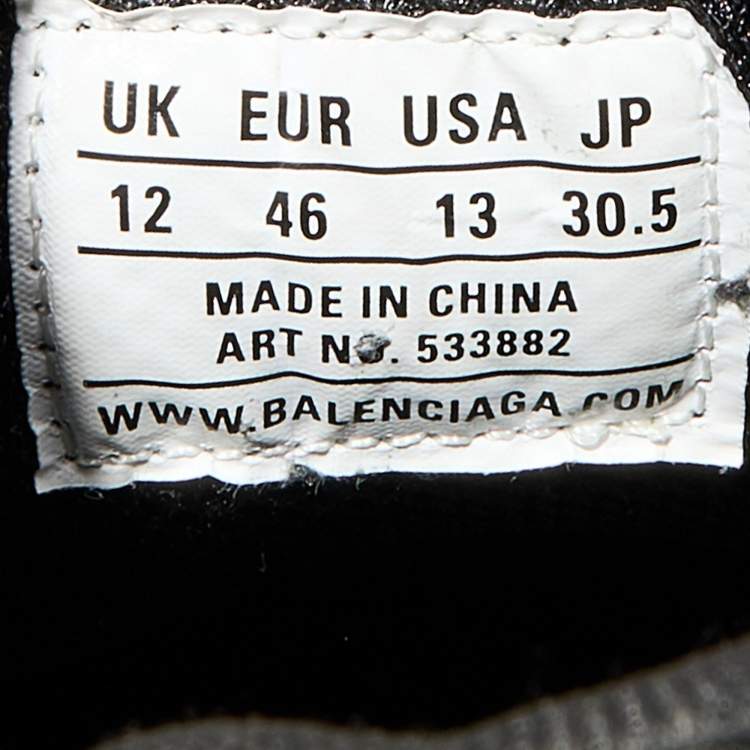 UK EUR USA JP
12 46 13 30.5
MADE IN CHINA
ART NO. 533882
WWW.BALENCIAGA.COM